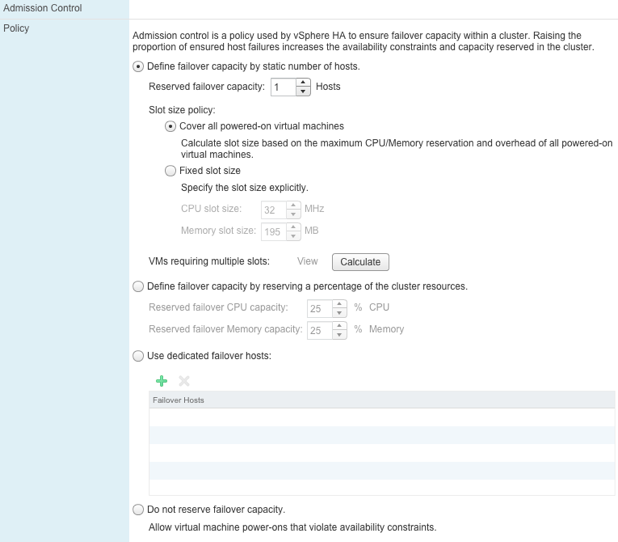 Admission Control
Policy
Admission control is a policy used by vSphere HA to ensure failover capacity within a cluster. Raising the
proportion of ensured host failures increases the availability constraints and capacity reserved in the cluster.
Define failover capacity by static number of hosts.
Reserved failover capacity: 1 Hosts
Slot size policy:
Cover all powered-on virtual machines
Calculate slot size based on the maximum CPU/Memory reservation and overhead of all powered-on
virtual machines.
Fixed slot size
Specify the slot size explicitly.
CPU slot size: 32 MHz
Memory slot size: 195 MB
VMs requiring multiple slots: View Calculate
Define failover capacity by reserving a percentage of the cluster resources.
Reserved failover CPU capacity: 25 % CPU
Reserved failover Memory capacity: 25 % Memory
Use dedicated failover hosts:
Failover Hosts
Do not reserve failover capacity.
Allow virtual machine power-ons that violate availability constraints.